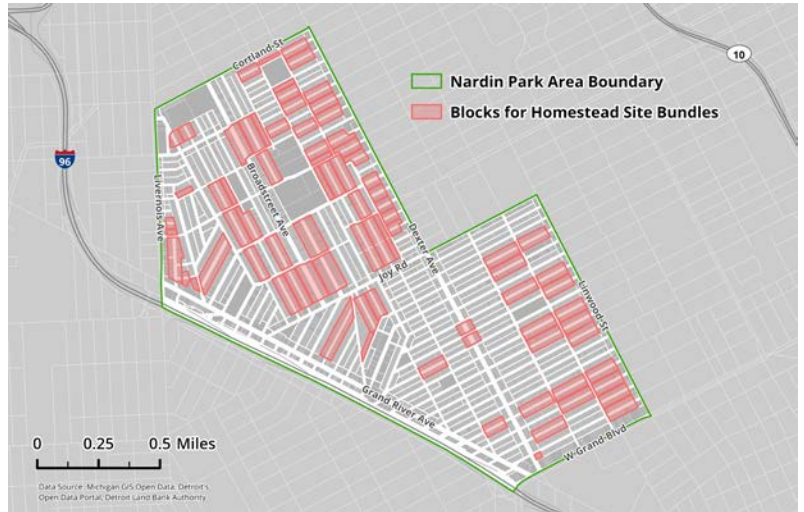 Cortland St
10
Nardin Park Area Boundary
Blocks for Homestead Site Bundles
96
Livernois Ave
Broadstreet Ave
Dexter Ave
Joy Rd
Linwood St
Grand River Ave
W Grand Blvd
0 0.25 0.5 Miles
Data Source: Michigan GIS Open Data, Detroit's
Open Data Portal, Detroit Land Bank Authority